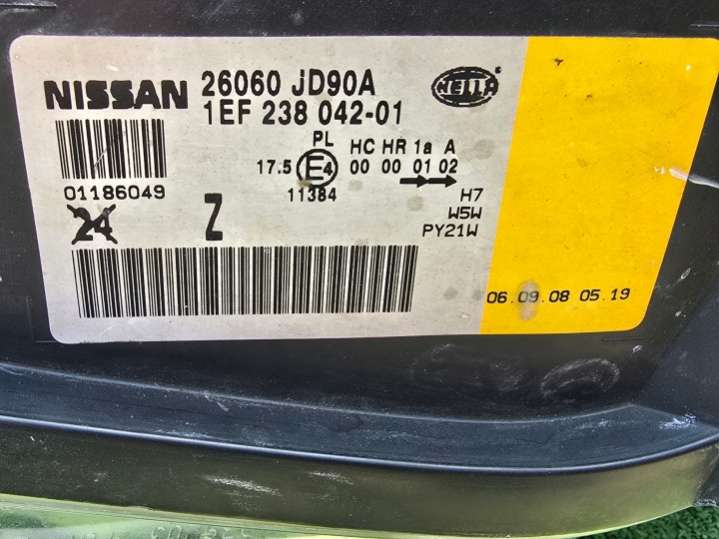 NISSAN 26060 JD90A HELLA
1EF 238 042-01
PL HC HR 1a A
17.5 E4 00 00 01 02
11384
01186049
H7
24 Z
W5W
PY21W
06.09.08 05.19